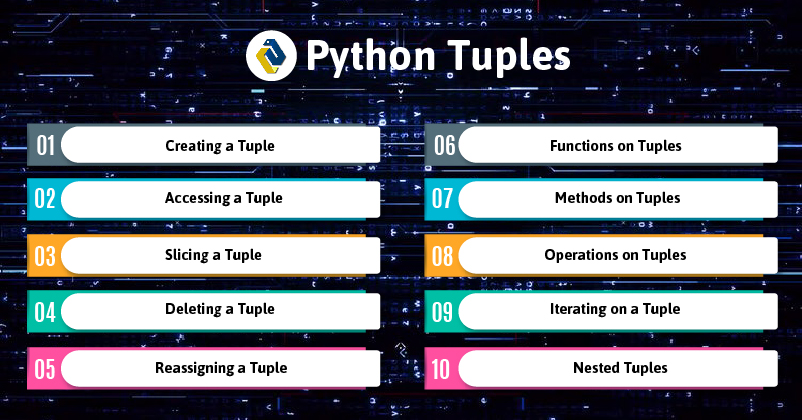 Python Tuples
01 Creating a Tuple
02 Accessing a Tuple
03 Slicing a Tuple
04 Deleting a Tuple
05 Reassigning a Tuple
06 Functions on Tuples
07 Methods on Tuples
08 Operations on Tuples
09 Iterating on a Tuple
10 Nested Tuples